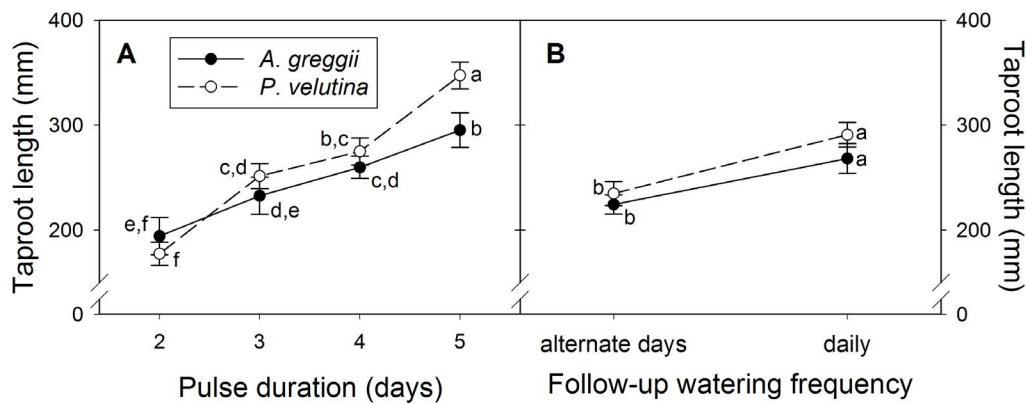 A
A. greggii
P. velutina
Taproot length (mm)
400
300
200
0
e,f
f
c,d
d,e
b,c
c,d
a
b
2
3
4
5
Pulse duration (days)
B
b
b
a
a
alternate days
daily
Follow-up watering frequency
400
300
200
0
Taproot length (mm)